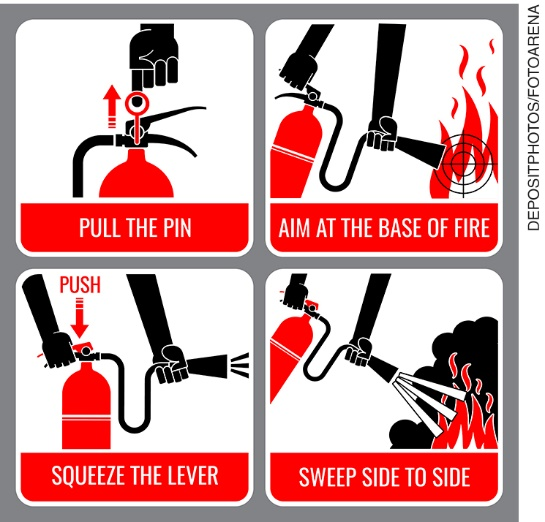 PULL THE PIN
AIM AT THE BASE OF FIRE
PUSH
SQUEEZE THE LEVER
SWEEP SIDE TO SIDE
DEPOSITPHOTOS/FOTOARENA